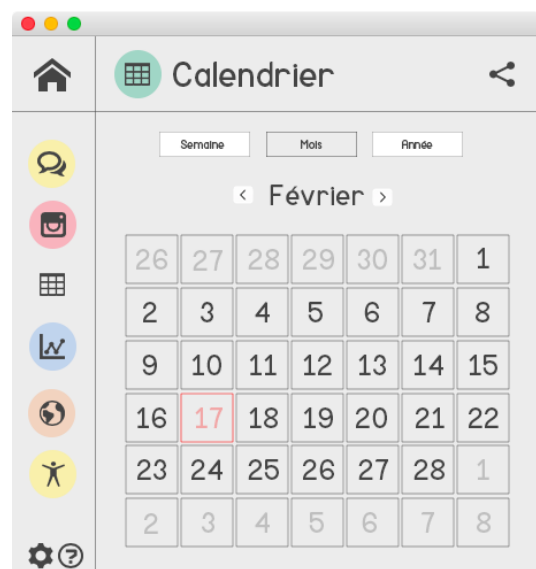 Calendrier
Semaine Mois Année
< Février >
26 27 28 29 30 31 1
2 3 4 5 6 7 8
9 10 11 12 13 14 15
16 17 18 19 20 21 22
23 24 25 26 27 28 1
2 3 4 5 6 7 8
?